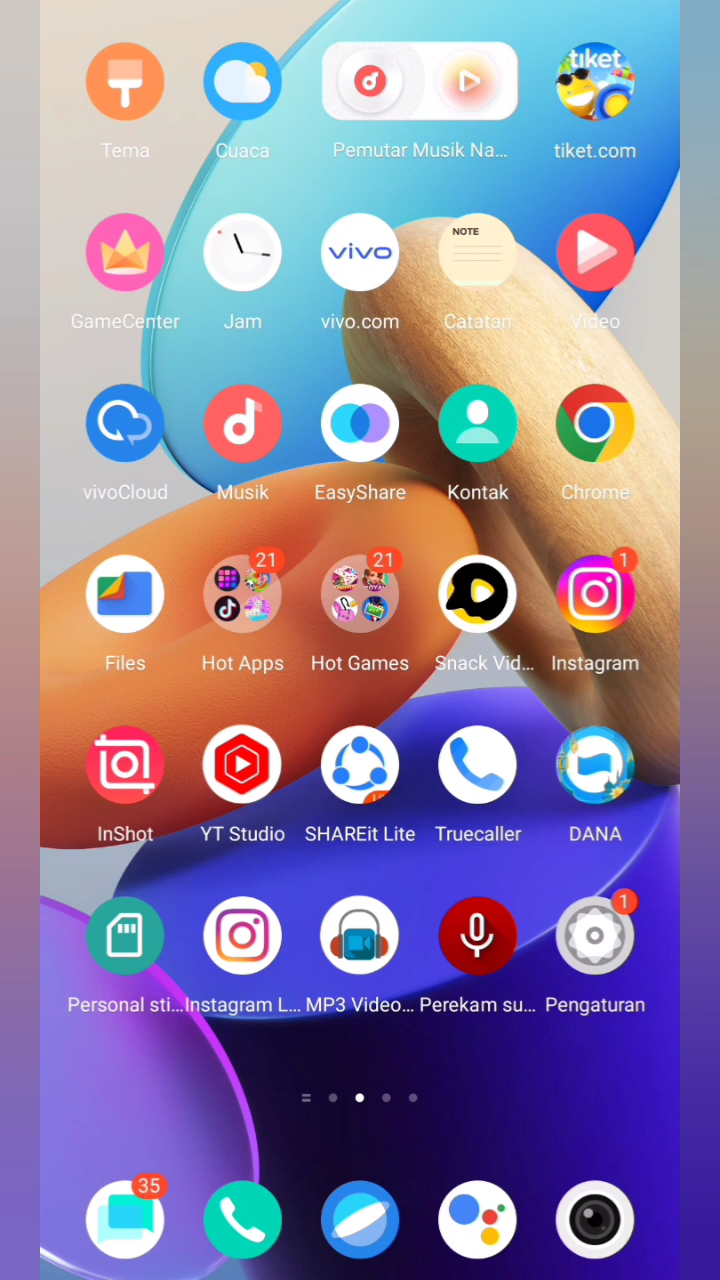 tiket
Tema
Cuaca
Pemutar Musik Na...
tiket.com
NOTE
vivo
GameCenter
Jam
vivo.com
Catatan
Video
vivoCloud
Musik
EasyShare
Kontak
Chrome
21
21
1
Files
Hot Apps
Hot Games
Snack Vid...
Instagram
InShot
YT Studio
SHAREit Lite
Truecaller
DANA
1
Personal sti...
Instagram L...
MP3 Video...
Perekam su...
Pengaturan
35